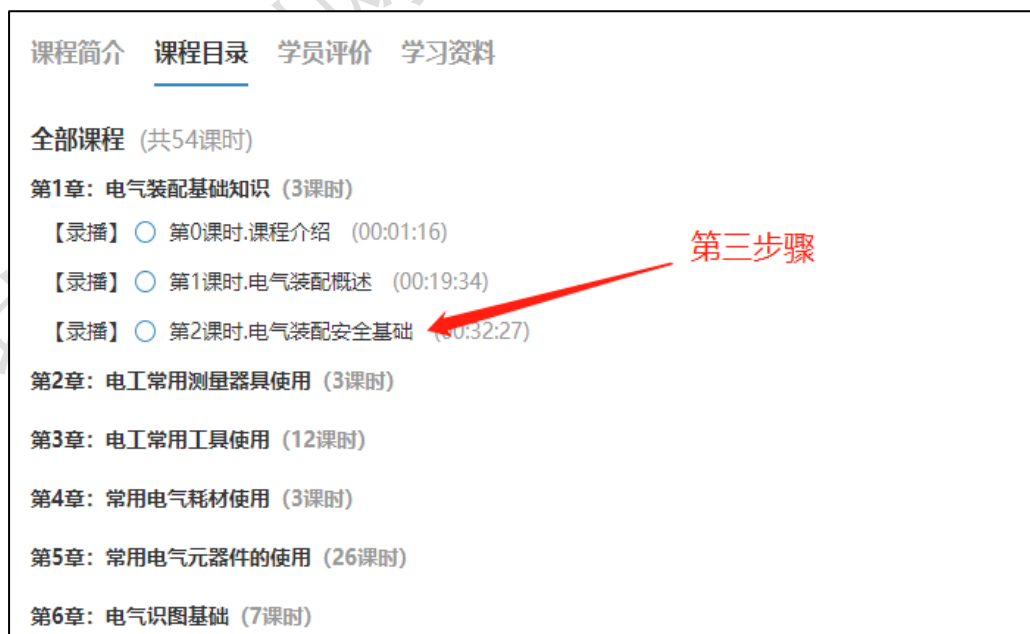 课程简介 课程目录 学员评价 学习资料
全部课程 (共54课时)
第1章：电气装配基础知识 (3课时)
【录播】 第0课时.课程介绍 (00:01:16)
第三步骤
【录播】 第1课时.电气装配概述 (00:19:34)
【录播】 第2课时.电气装配安全基础 (00:32:27)
第2章：电工常用测量器具使用 (3课时)
第3章：电工常用工具使用 (12课时)
第4章：常用电气耗材使用 (3课时)
第5章：常用电气元器件的使用 (26课时)
第6章：电气识图基础 (7课时)